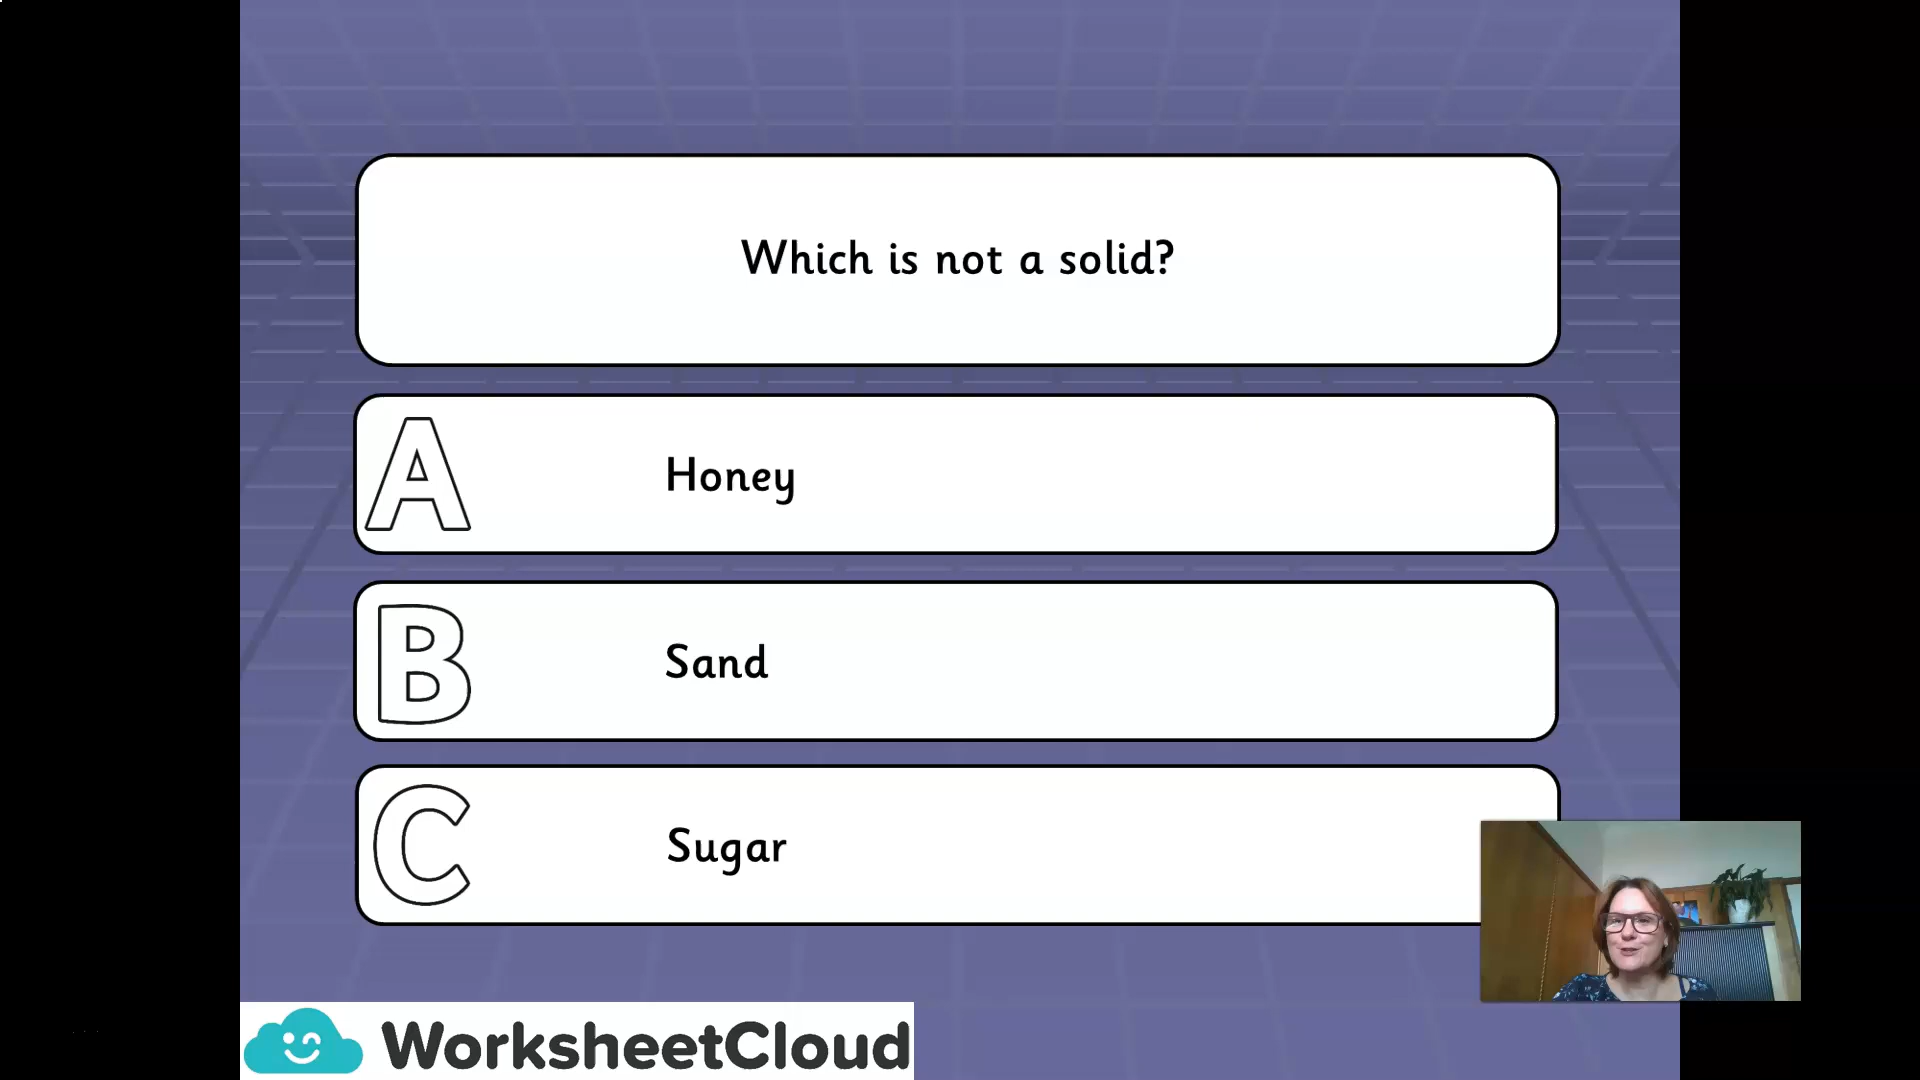 Which is not a solid?
A Honey
B Sand
C Sugar
WorksheetCloud